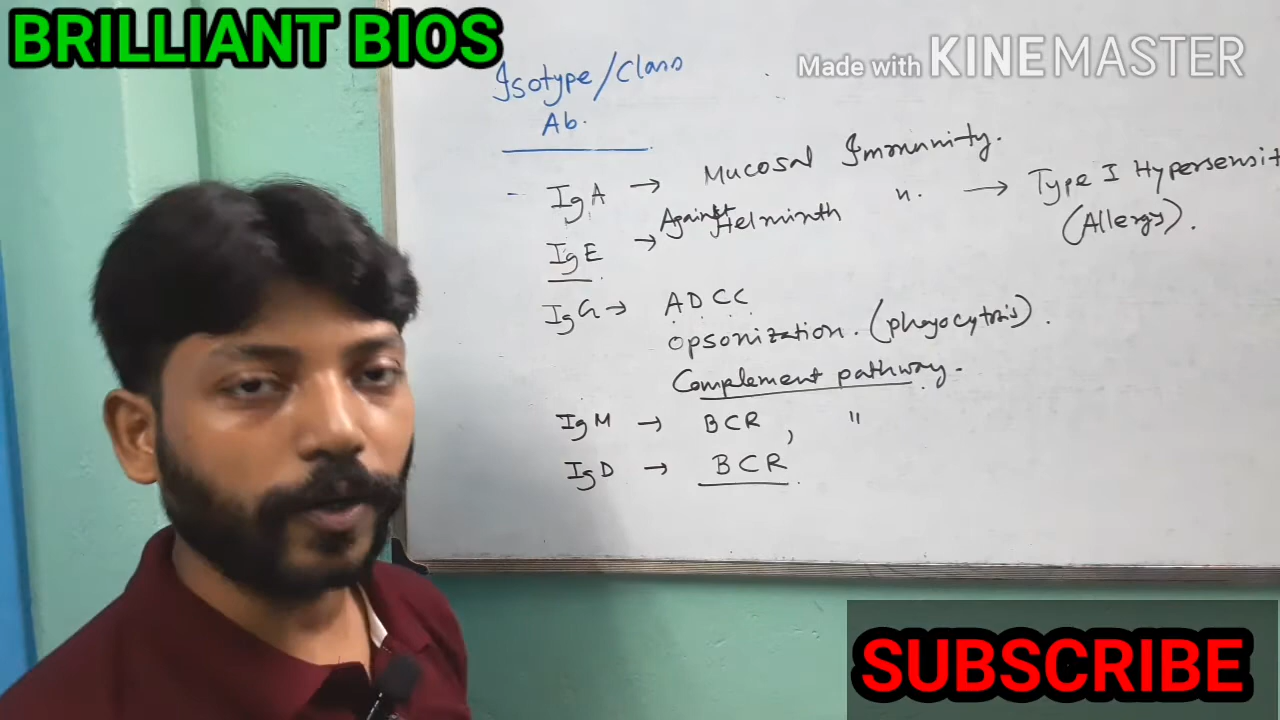 BRILLIANT BIOS
Made with KINEMASTER
Isotype/Class
Ab.
IgA → Mucosal Immunity.
IgE → Against Helminth " → Type I Hypersensit
(Allergy).
IgG → ADCC
Opsonization. (phagocytosis).
Complement pathway.
IgM → BCR, "
IgD → BCR.
SUBSCRIBE